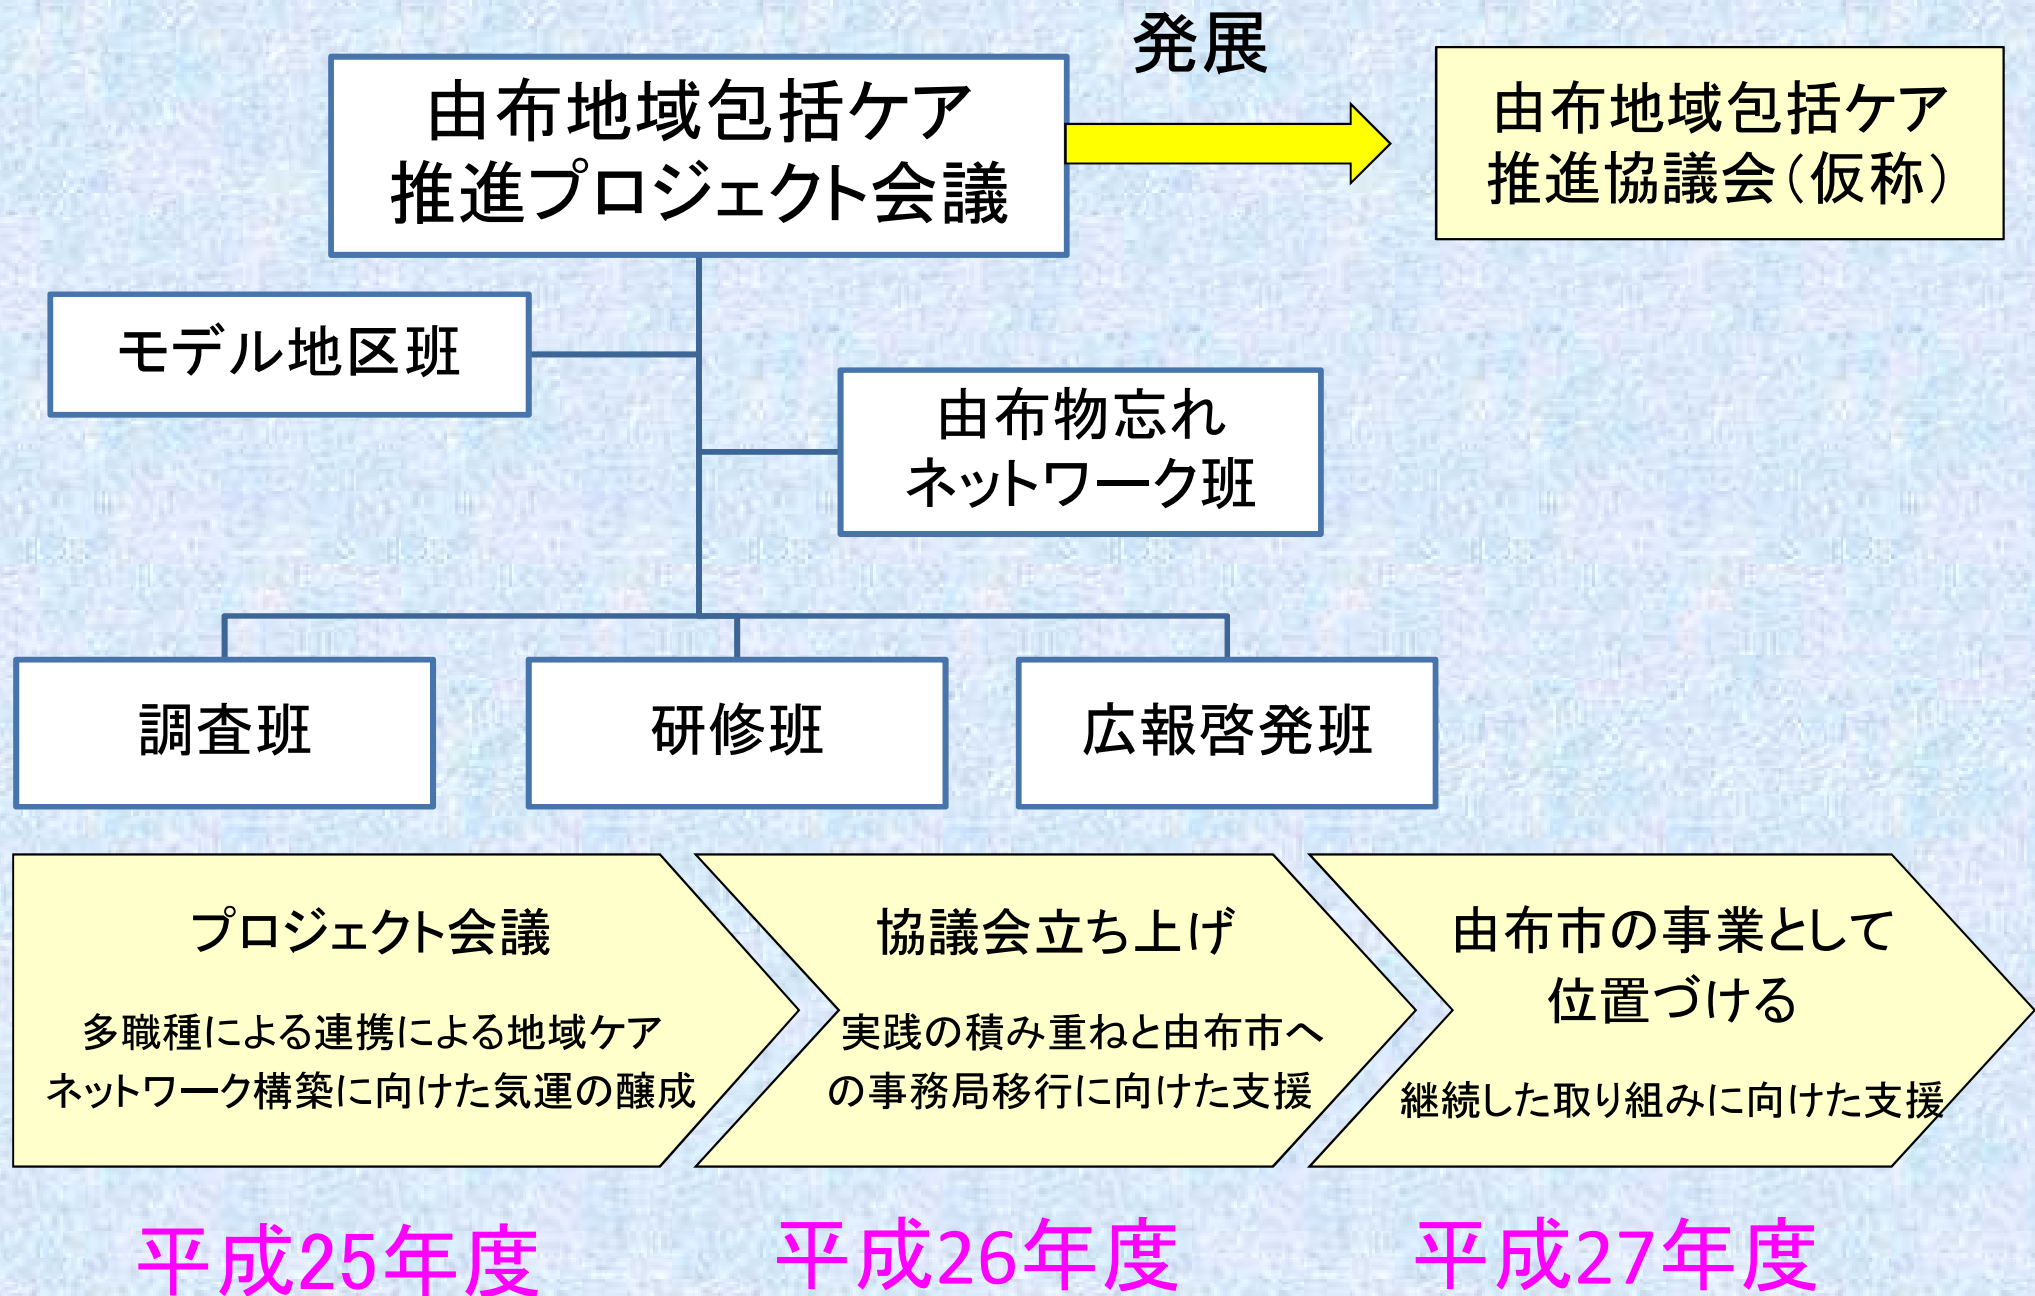 発展
由布地域包括ケア
推進プロジェクト会議
由布地域包括ケア
推進協議会（仮称）
モデル地区班
由布物忘れ
ネットワーク班
調査班
研修班
広報啓発班
プロジェクト会議
多職種による連携による地域ケア
ネットワーク構築に向けた気運の醸成
協議会立ち上げ
実践の積み重ねと由布市へ
の事務局移行に向けた支援
由布市の事業として
位置づける
継続した取り組みに向けた支援
平成25年度
平成26年度
平成27年度